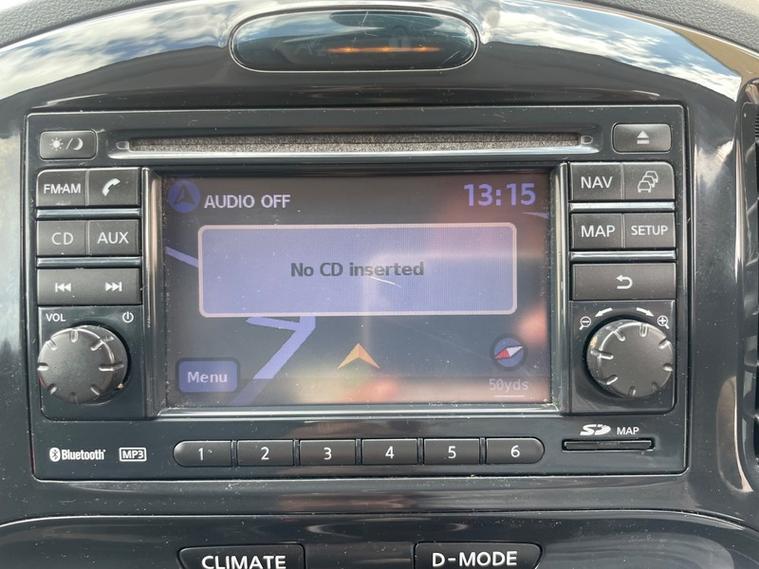 FM·AM
CD AUX
VOL
AUDIO OFF 13:15
No CD inserted
Menu
50yds
NAV
MAP SETUP
Bluetooth MP3
1 2 3 4 5 6
SD MAP
CLIMATE D-MODE